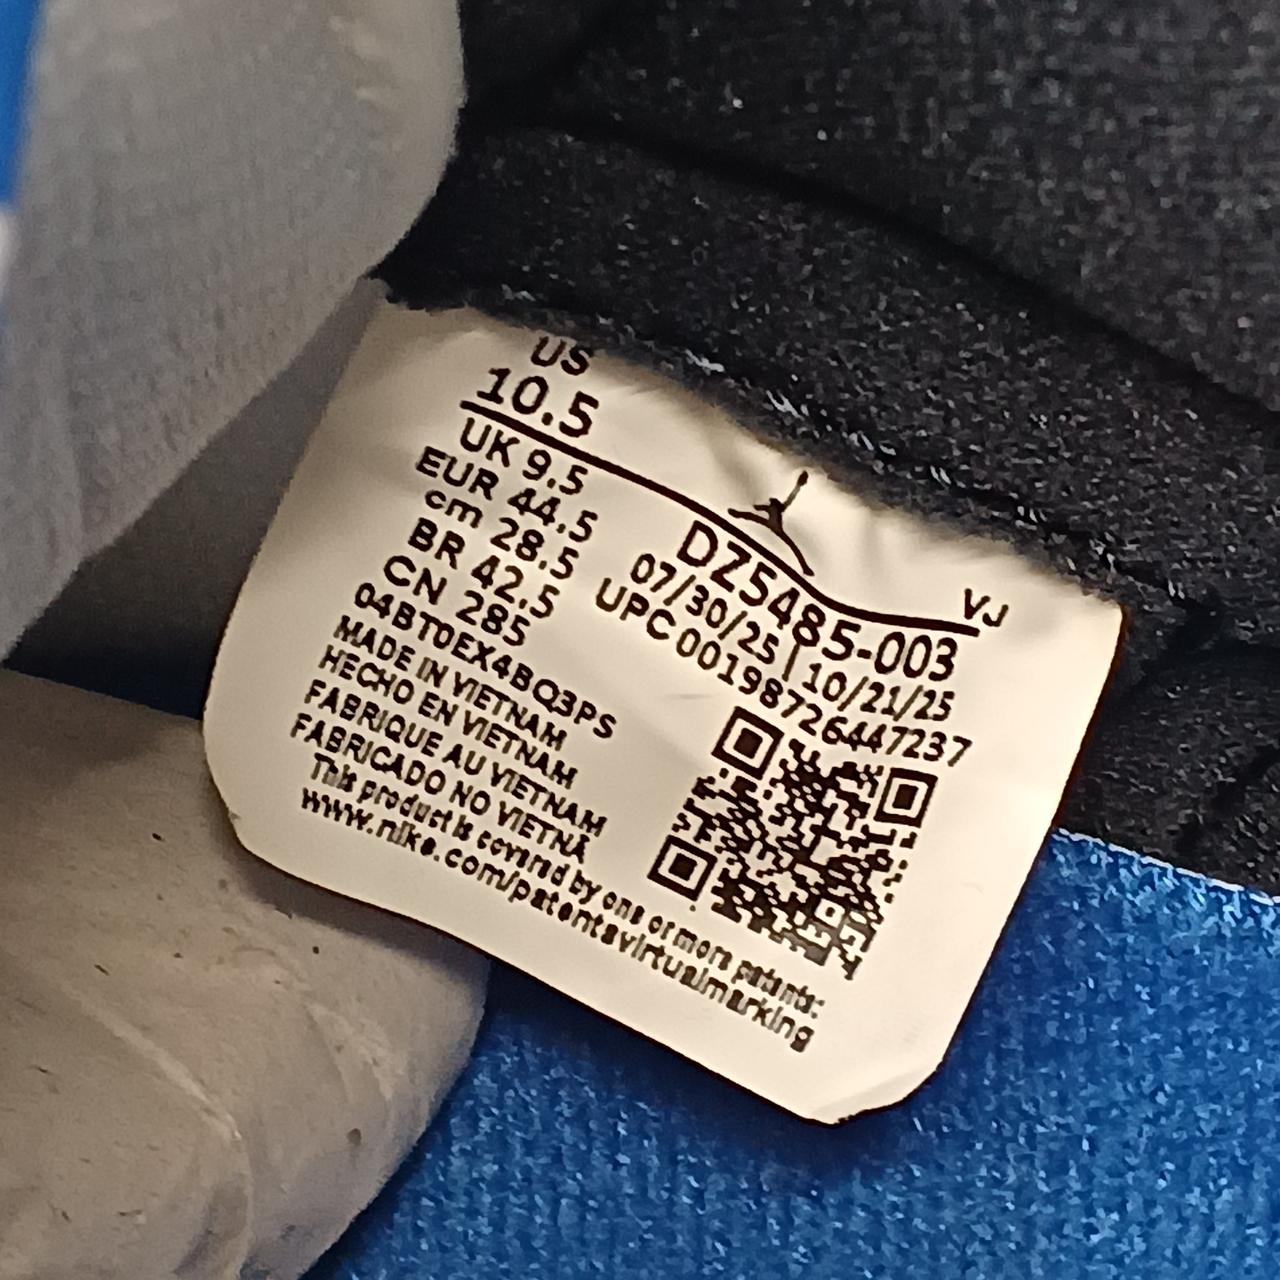 US
10.5
UK 9.5
EUR 44.5
cm 28.5
BR 42.5
CN 285
04BT0EX4BQ3PS
MADE IN VIETNAM
HECHO EN VIETNAM
FABRIQUE AU VIETNAM
FABRICADO NO VIETNÃ
This product is covered by one or more patents:
www.nike.com/patentsvirtualmarking
VJ
DZ5485-003
07/30/25 | 10/21/25
UPC 00198726447237